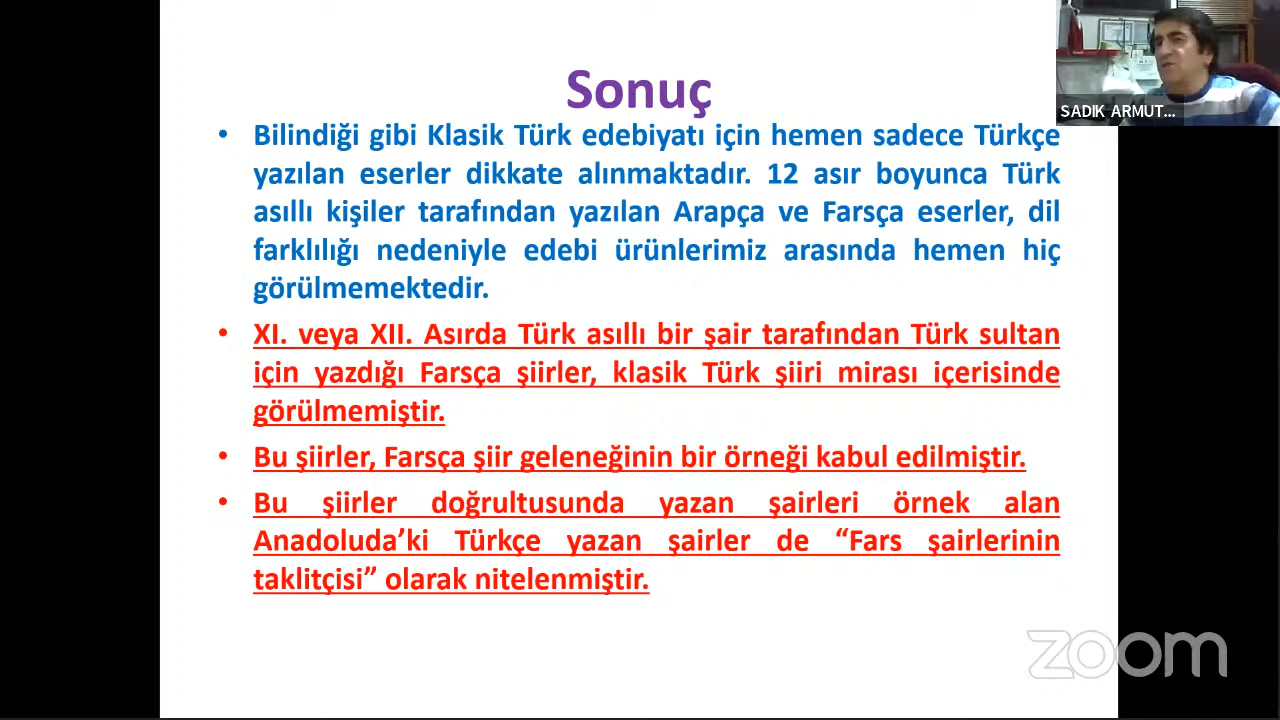 Sonuç
• Bilindiği gibi Klasik Türk edebiyatı için hemen sadece Türkçe
yazılan eserler dikkate alınmaktadır. 12 asır boyunca Türk
asıllı kişiler tarafından yazılan Arapça ve Farsça eserler, dil
farklılığı nedeniyle edebi ürünlerimiz arasında hemen hiç
görülmemektedir.
• XI. veya XII. Asırda Türk asıllı bir şair tarafından Türk sultan
için yazdığı Farsça şiirler, klasik Türk şiiri mirası içerisinde
görülmemiştir.
• Bu şiirler, Farsça şiir geleneğinin bir örneği kabul edilmiştir.
• Bu şiirler doğrultusunda yazan şairleri örnek alan
Anadoluda’ki Türkçe yazan şairler de “Fars şairlerinin
taklitçisi” olarak nitelenmiştir.
SADIK ARMUT...
zoom